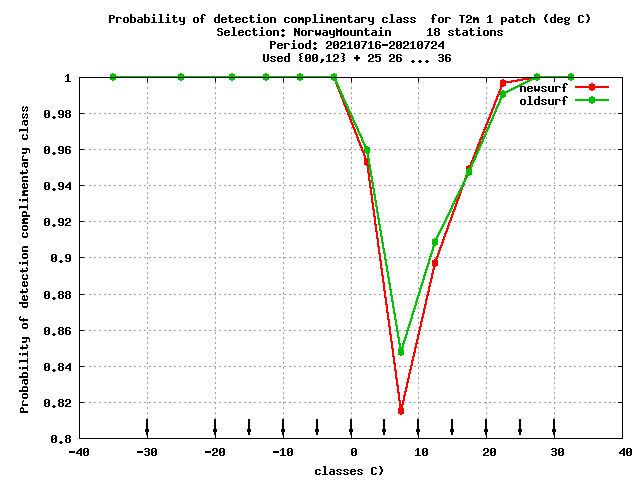 Probability of detection complimentary class  for T2m 1 patch (deg C)
Selection: NorwayMountain     18 stations
Period: 20210716-20210724
Used {00,12} + 25 26 ... 36
newsurf
oldsurf
Probability of detection complimentary class
1
0.98
0.96
0.94
0.92
0.9
0.88
0.86
0.84
0.82
0.8
-40 -30 -20 -10 0 10 20 30 40
classes C)